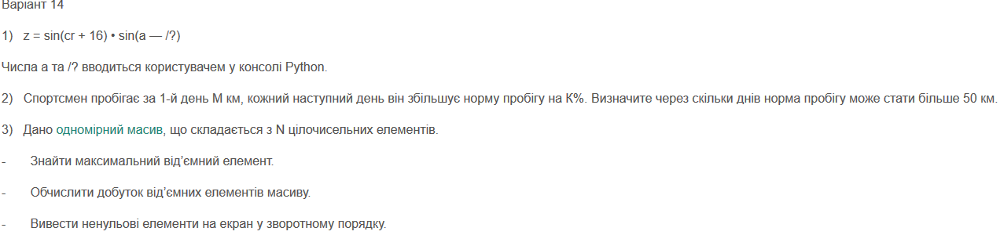 Варіант 14
1) z = sin(cr + 16) • sin(a — /?)
Числа a та /? вводиться користувачем у консолі Python.
2) Спортсмен пробігає за 1-й день М км, кожний наступний день він збільшує норму пробігу на К%. Визначте через скільки днів норма пробігу може стати більше 50 км.
3) Дано одномірний масив, що складається з N цілочисельних елементів.
- Знайти максимальний від’ємний елемент.
- Обчислити добуток від’ємних елементів масиву.
- Вивести ненульові елементи на екран у зворотному порядку.